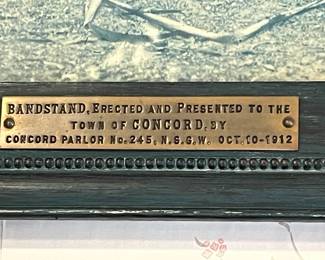 BANDSTAND, ERECTED AND PRESENTED TO THE
TOWN OF CONCORD, BY
CONCORD PARLOR NO. 245, N.S.G.W. OCT. 10-1912